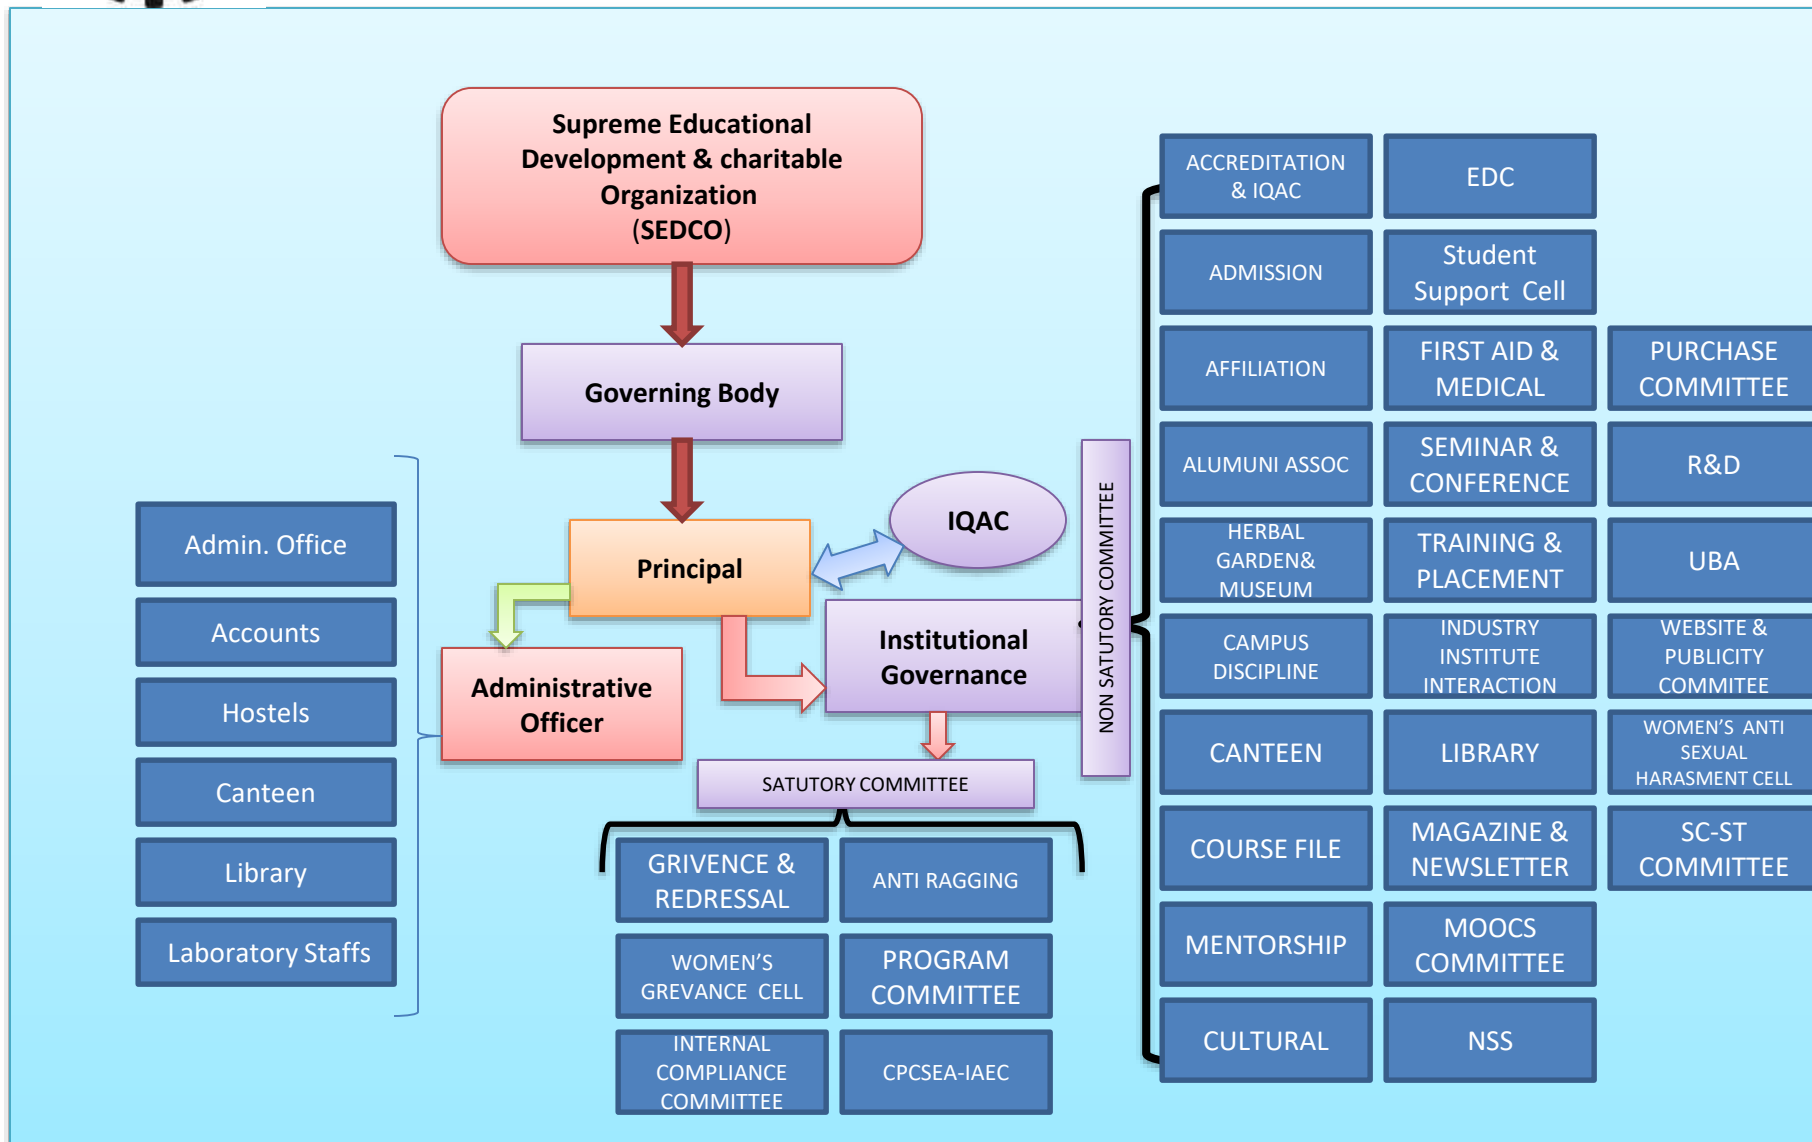 Supreme Educational
Development & charitable
Organization
(SEDCO)
Governing Body
Principal
IQAC
Administrative
Officer
Institutional
Governance
Admin. Office
Accounts
Hostels
Canteen
Library
Laboratory Staffs
SATUTORY COMMITTEE
GRIVENCE &
REDRESSAL
ANTI RAGGING
WOMEN'S
GREVANCE CELL
PROGRAM
COMMITTEE
INTERNAL
COMPLIANCE
COMMITTEE
CPCSEA-IAEC
NON SATUTORY COMMITTEE
ACCREDITATION
& IQAC
EDC
ADMISSION
Student
Support Cell
AFFILIATION
FIRST AID &
MEDICAL
PURCHASE
COMMITTEE
ALUMUNI ASSOC
SEMINAR &
CONFERENCE
R&D
HERBAL
GARDEN&
MUSEUM
TRAINING &
PLACEMENT
UBA
CAMPUS
DISCIPLINE
INDUSTRY
INSTITUTE
INTERACTION
WEBSITE &
PUBLICITY
COMMITEE
CANTEEN
LIBRARY
WOMEN'S ANTI
SEXUAL
HARASMENT CELL
COURSE FILE
MAGAZINE &
NEWSLETTER
SC-ST
COMMITTEE
MENTORSHIP
MOOCS
COMMITTEE
CULTURAL
NSS